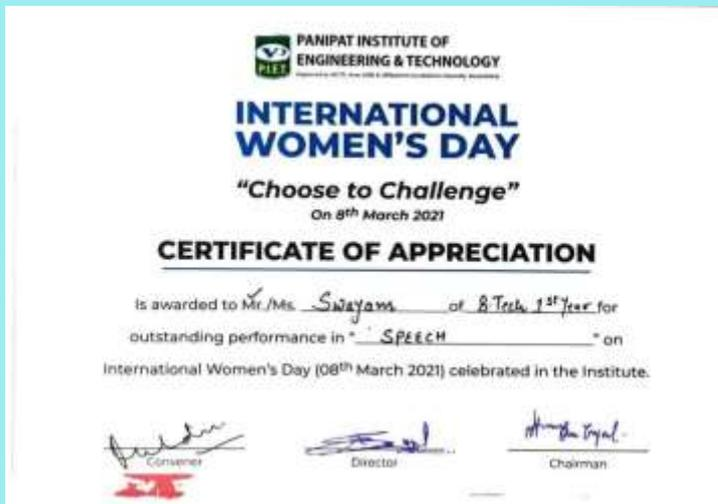 PANIPAT INSTITUTE OF
PIET ENGINEERING & TECHNOLOGY
INTERNATIONAL
WOMEN'S DAY
"Choose to Challenge"
On 8th March 2021
CERTIFICATE OF APPRECIATION
Is awarded to Mr./Ms. Swayam of B.Tech 1st Year for
outstanding performance in " SPEECH " on
International Women's Day (08th March 2021) celebrated in the Institute.
Convener Director Chairman